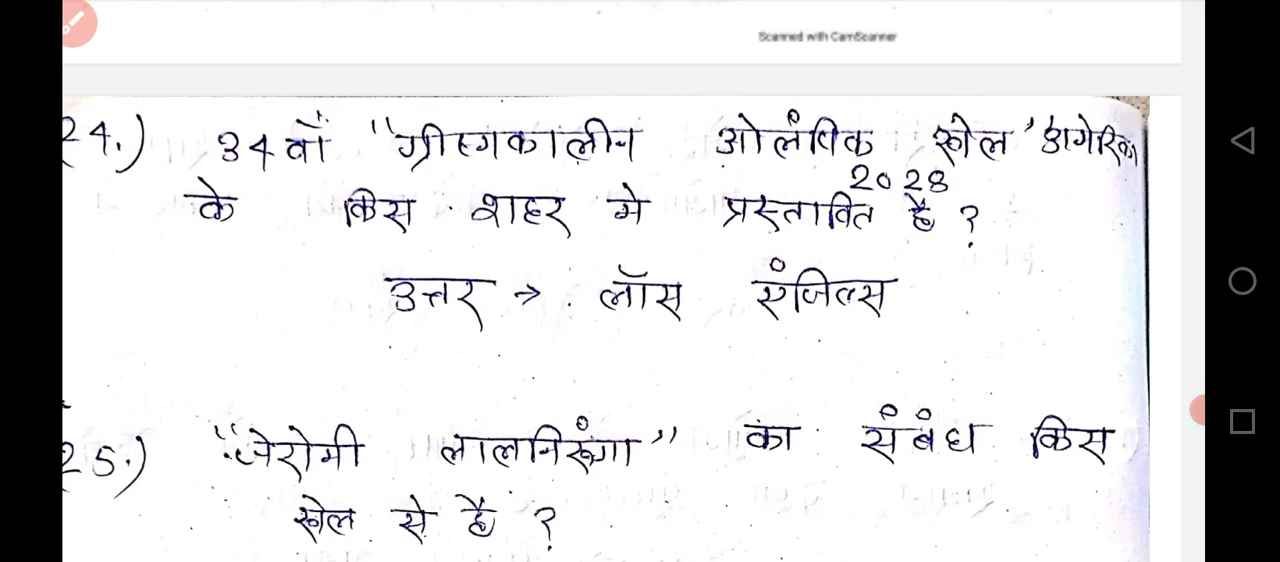 Scanned with CamScanner
24.) 34वाँ "ग्रीष्मकालीन ओलंपिक खेल" अमेरिका
के किस शहर मे प्रस्तावित है ? 2028
उत्तर → लॉस एंजिल्स
25.) "जेरोमी लालनिरूंगा" का संबंध किस
खेल से है ?